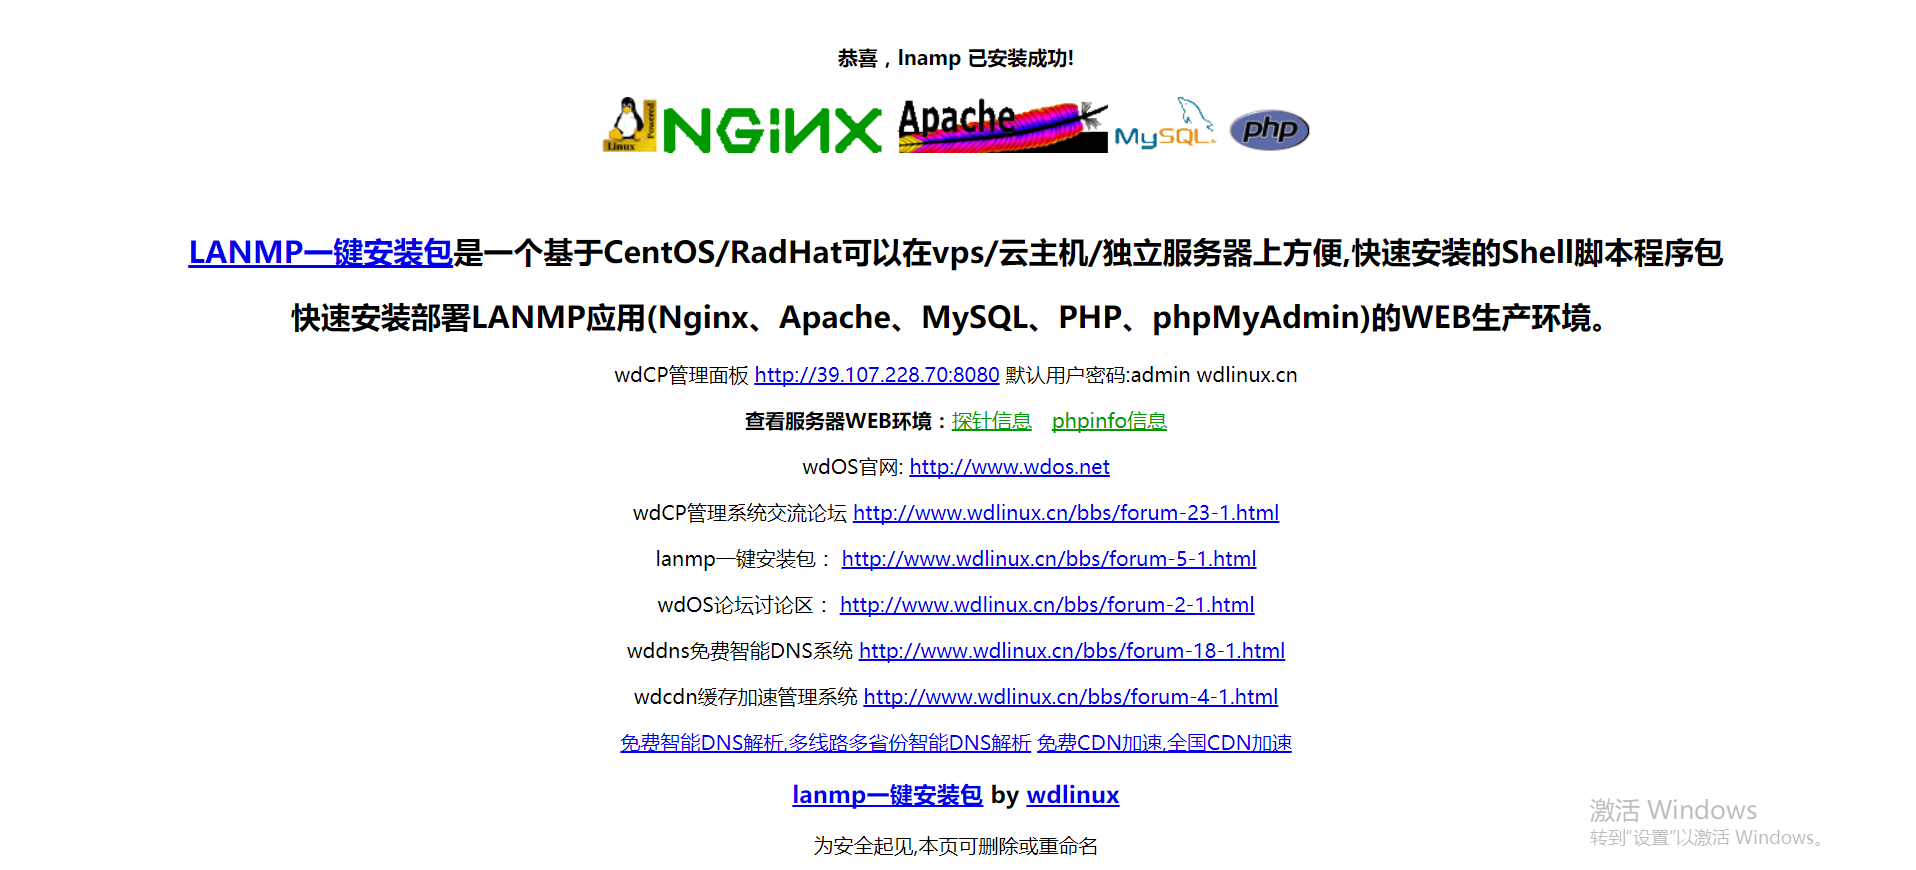 恭喜，lnamp 已安装成功!
Linux Powered NGiNX Apache MySQL php
LANMP一键安装包是一个基于CentOS/RadHat可以在vps/云主机/独立服务器上方便,快速安装的Shell脚本程序包
快速安装部署LANMP应用(Nginx、Apache、MySQL、PHP、phpMyAdmin)的WEB生产环境。
wdCP管理面板 http://39.107.228.70:8080 默认用户密码:admin wdlinux.cn
查看服务器WEB环境：探针信息 phpinfo信息
wdOS官网: http://www.wdos.net
wdCP管理系统交流论坛 http://www.wdlinux.cn/bbs/forum-23-1.html
lanmp一键安装包： http://www.wdlinux.cn/bbs/forum-5-1.html
wdOS论坛讨论区： http://www.wdlinux.cn/bbs/forum-2-1.html
wddns免费智能DNS系统 http://www.wdlinux.cn/bbs/forum-18-1.html
wdcdn缓存加速管理系统 http://www.wdlinux.cn/bbs/forum-4-1.html
免费智能DNS解析,多线路多省份智能DNS解析 免费CDN加速,全国CDN加速
lanmp一键安装包 by wdlinux
为安全起见,本页可删除或重命名
激活 Windows
转到“设置”以激活 Windows。